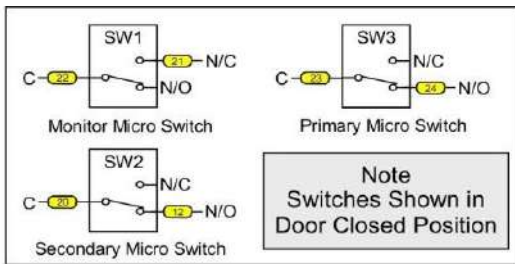 SW1
21 N/C
C 22
N/O
Monitor Micro Switch
SW3
N/C
C 23
24 N/O
Primary Micro Switch
SW2
N/C
C 20
12 N/O
Secondary Micro Switch
Note
Switches Shown in
Door Closed Position